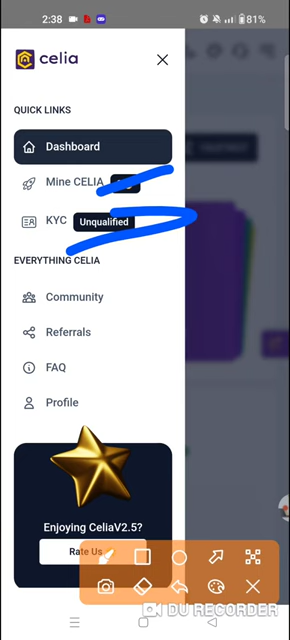 2:38
81%
celia
QUICK LINKS
Dashboard
Mine CELIA
KYC Unqualified
EVERYTHING CELIA
Community
Referrals
FAQ
Profile
Enjoying CeliaV2.5?
Rate Us
DU RECORDER